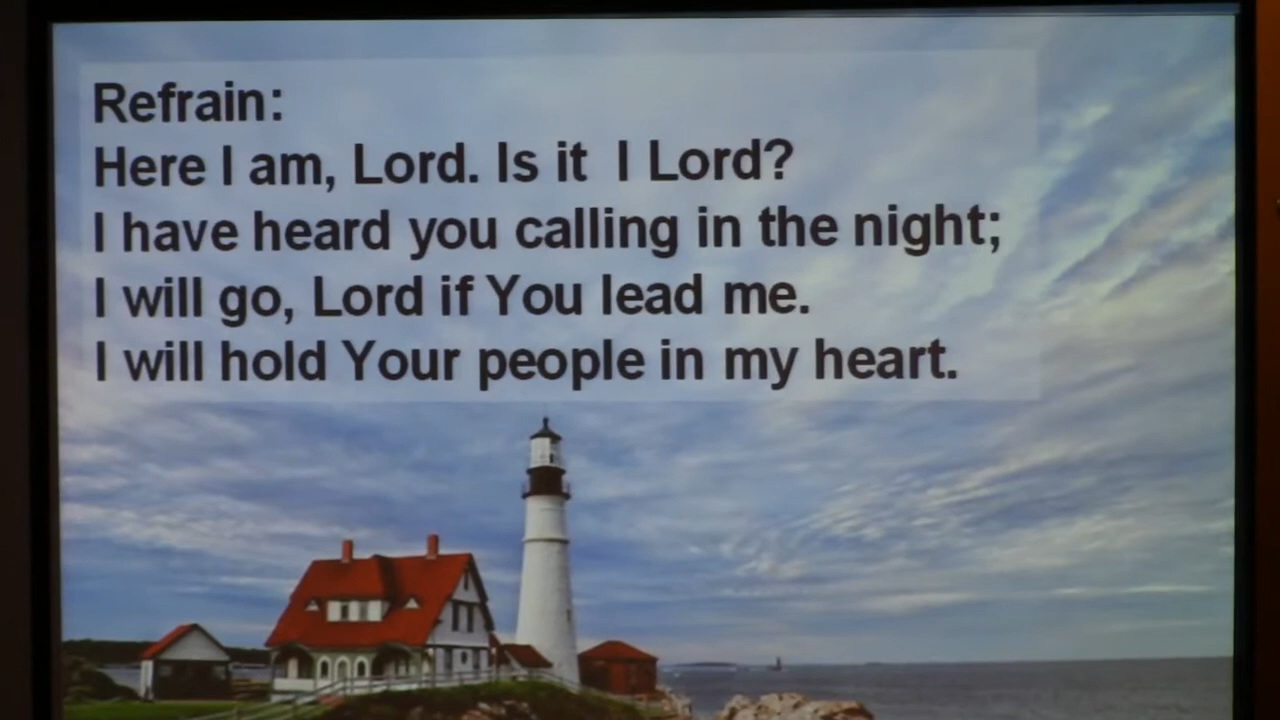 Refrain:
Here I am, Lord. Is it I Lord?
I have heard you calling in the night;
I will go, Lord if You lead me.
I will hold Your people in my heart.